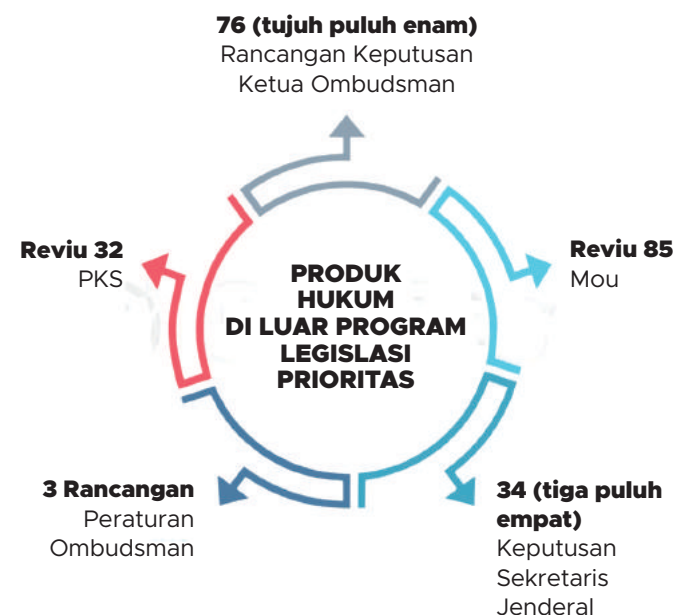 76 (tujuh puluh enam)
Rancangan Keputusan
Ketua Ombudsman
Reviu 85
Mou
34 (tiga puluh
empat)
Keputusan
Sekretaris
Jenderal
3 Rancangan
Peraturan
Ombudsman
Reviu 32
PKS
PRODUK
HUKUM
DI LUAR PROGRAM
LEGISLASI
PRIORITAS